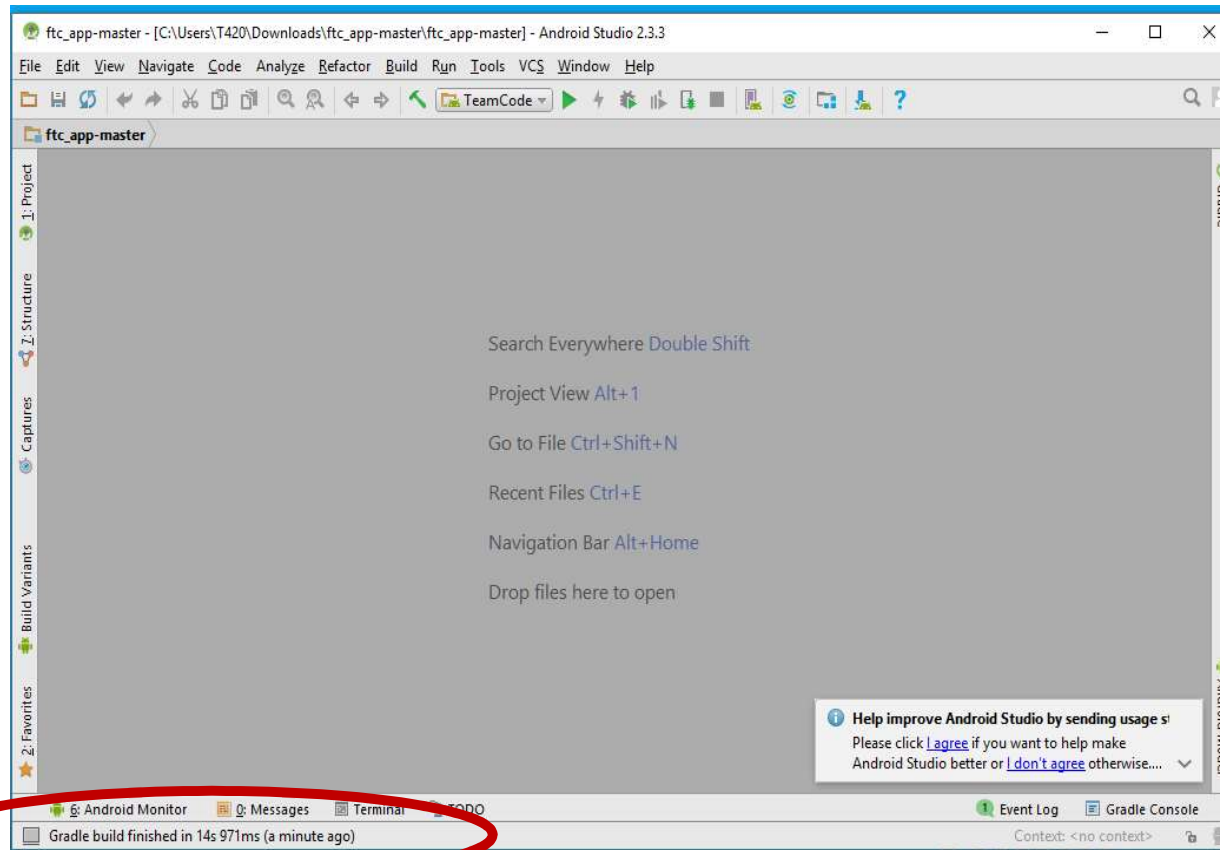 ftc_app-master - [C:\Users\T420\Downloads\ftc_app-master\ftc_app-master] - Android Studio 2.3.3
File Edit View Navigate Code Analyze Refactor Build Run Tools VCS Window Help
TeamCode
ftc_app-master
1: Project
7: Structure
Captures
Build Variants
2: Favorites
Search Everywhere Double Shift
Project View Alt+1
Go to File Ctrl+Shift+N
Recent Files Ctrl+E
Navigation Bar Alt+Home
Drop files here to open
Help improve Android Studio by sending usage st
Please click I agree if you want to help make
Android Studio better or I don't agree otherwise....
6: Android Monitor 0: Messages Terminal TODO 1 Event Log Gradle Console
Gradle build finished in 14s 971ms (a minute ago) Context: <no context>